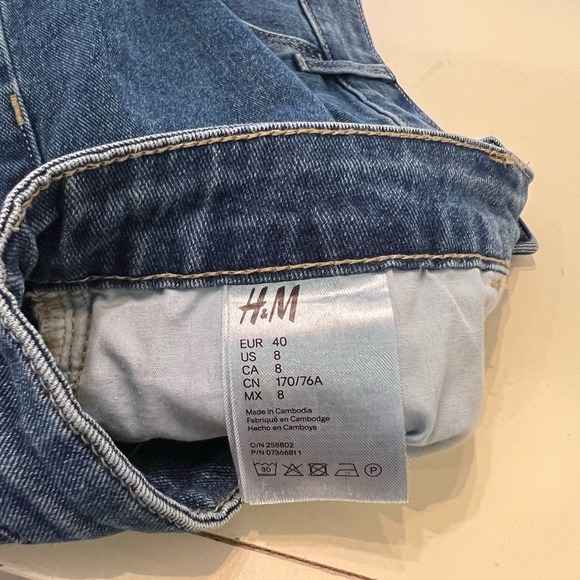 H&M
EUR 40
US 8
CA 8
CN 170/76A
MX 8
Made in Cambodia
Fabriqué en Cambodge
Hecho en Camboya
O/N 258802
P/N 07366811
30
P